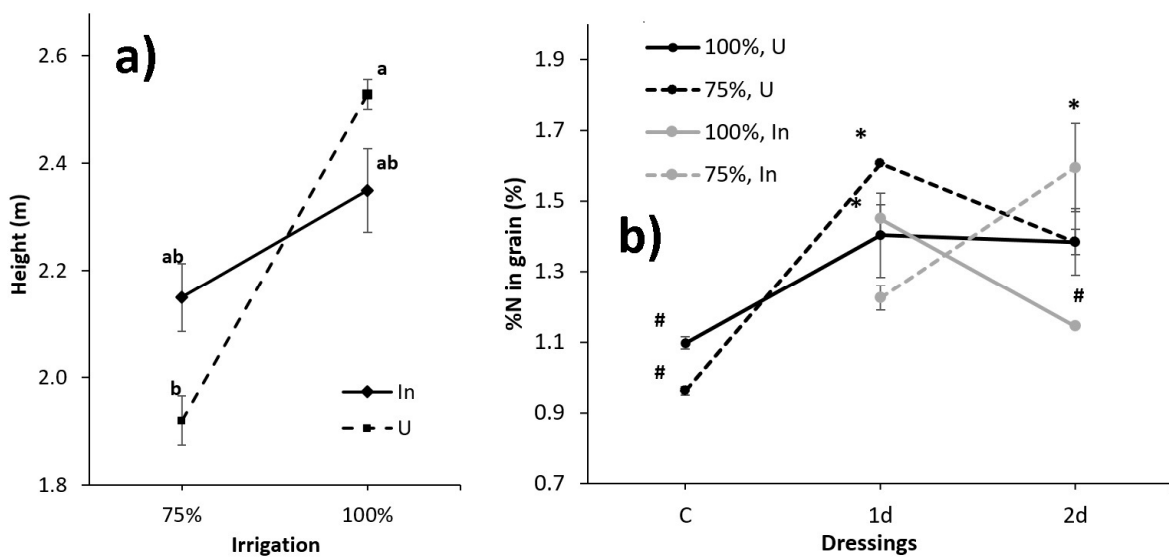 a)
2.6
2.4
2.2
2.0
1.8
Height (m)
a
ab
ab
b
In
U
75%
100%
Irrigation
b)
1.9
1.7
1.5
1.3
1.1
0.9
0.7
%N in grain (%)
100%, U
75%, U
100%, In
75%, In
*
*
*
#
#
#
C
1d
2d
Dressings